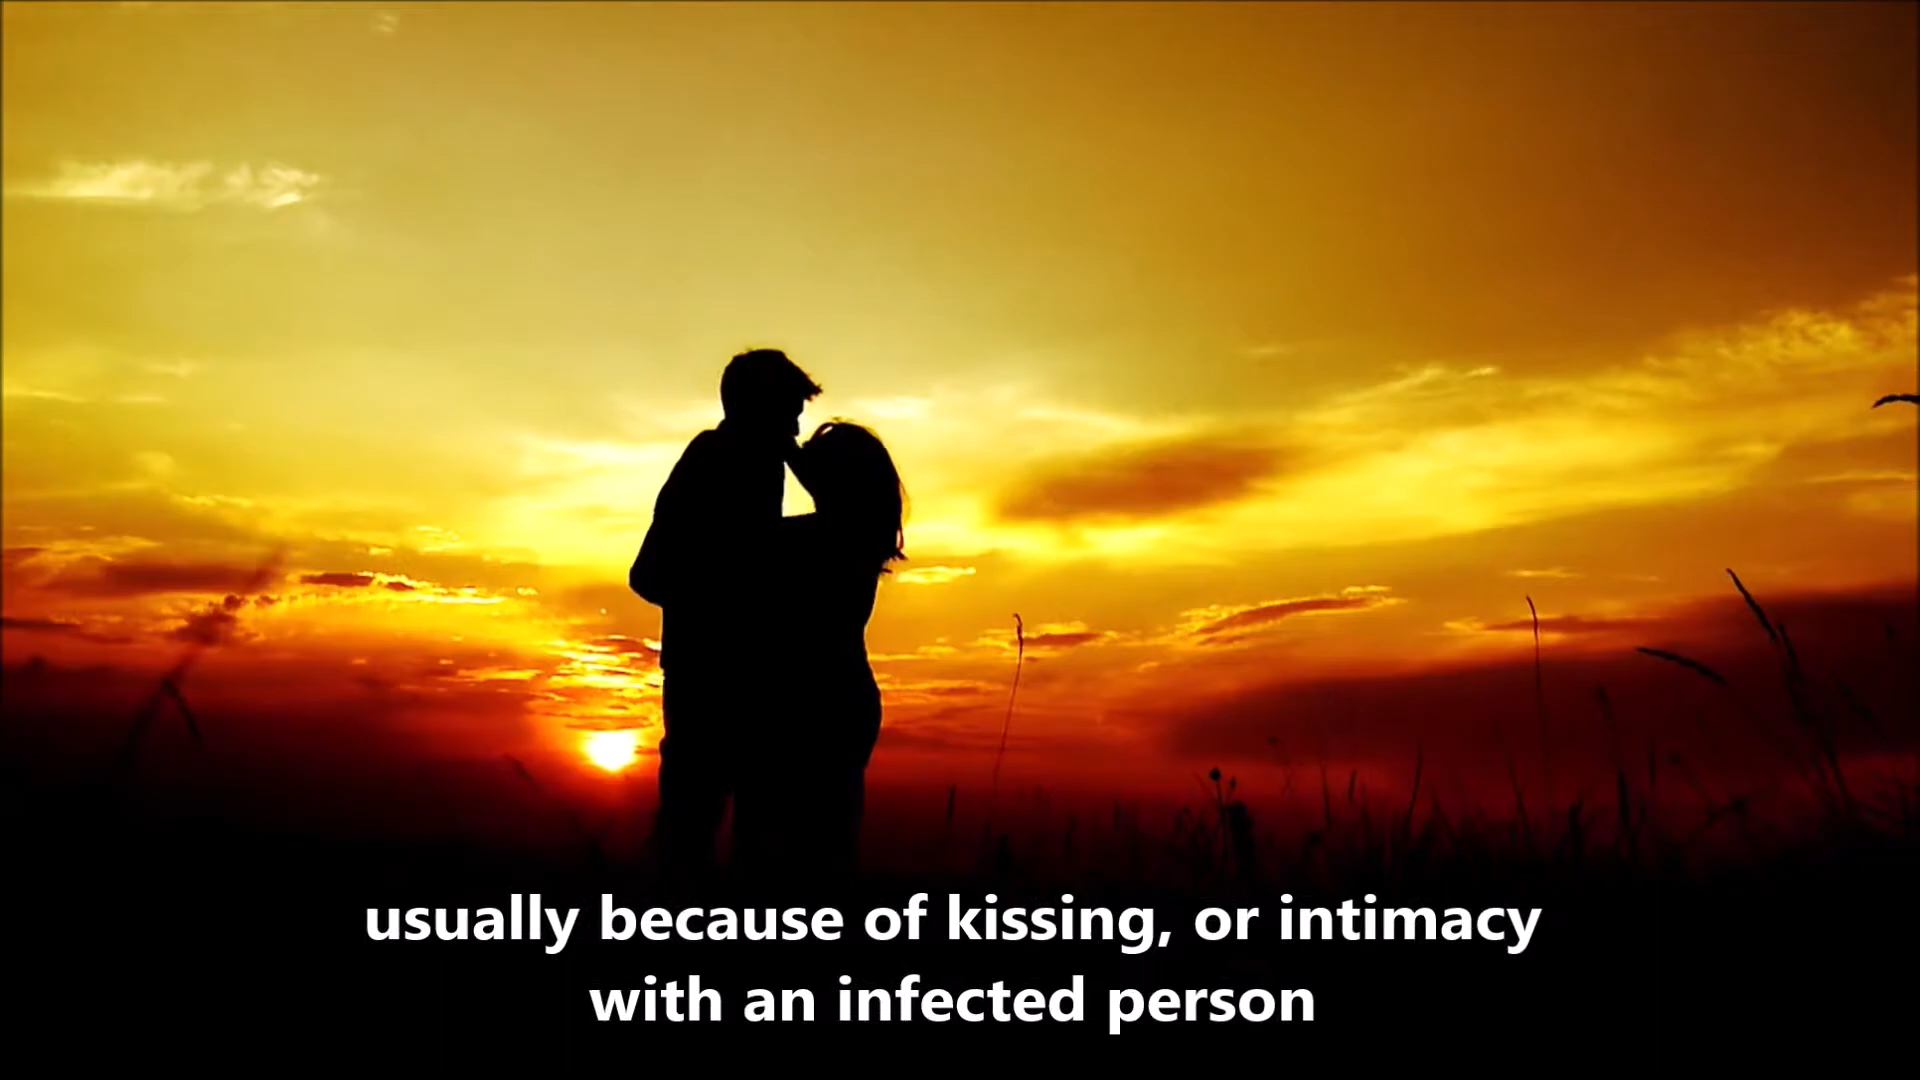 usually because of kissing, or intimacy
with an infected person